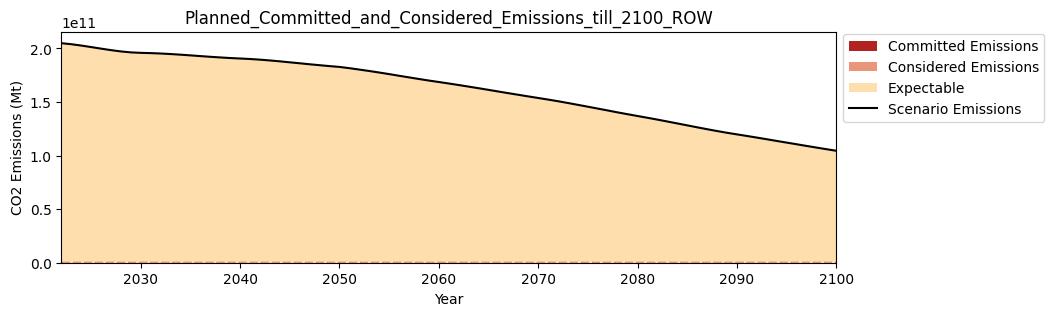 Planned_Committed_and_Considered_Emissions_till_2100_ROW
1e11
2.0
1.5
1.0
0.5
0.0
CO2 Emissions (Mt)
2030 2040 2050 2060 2070 2080 2090 2100
Year
Committed Emissions
Considered Emissions
Expectable
Scenario Emissions